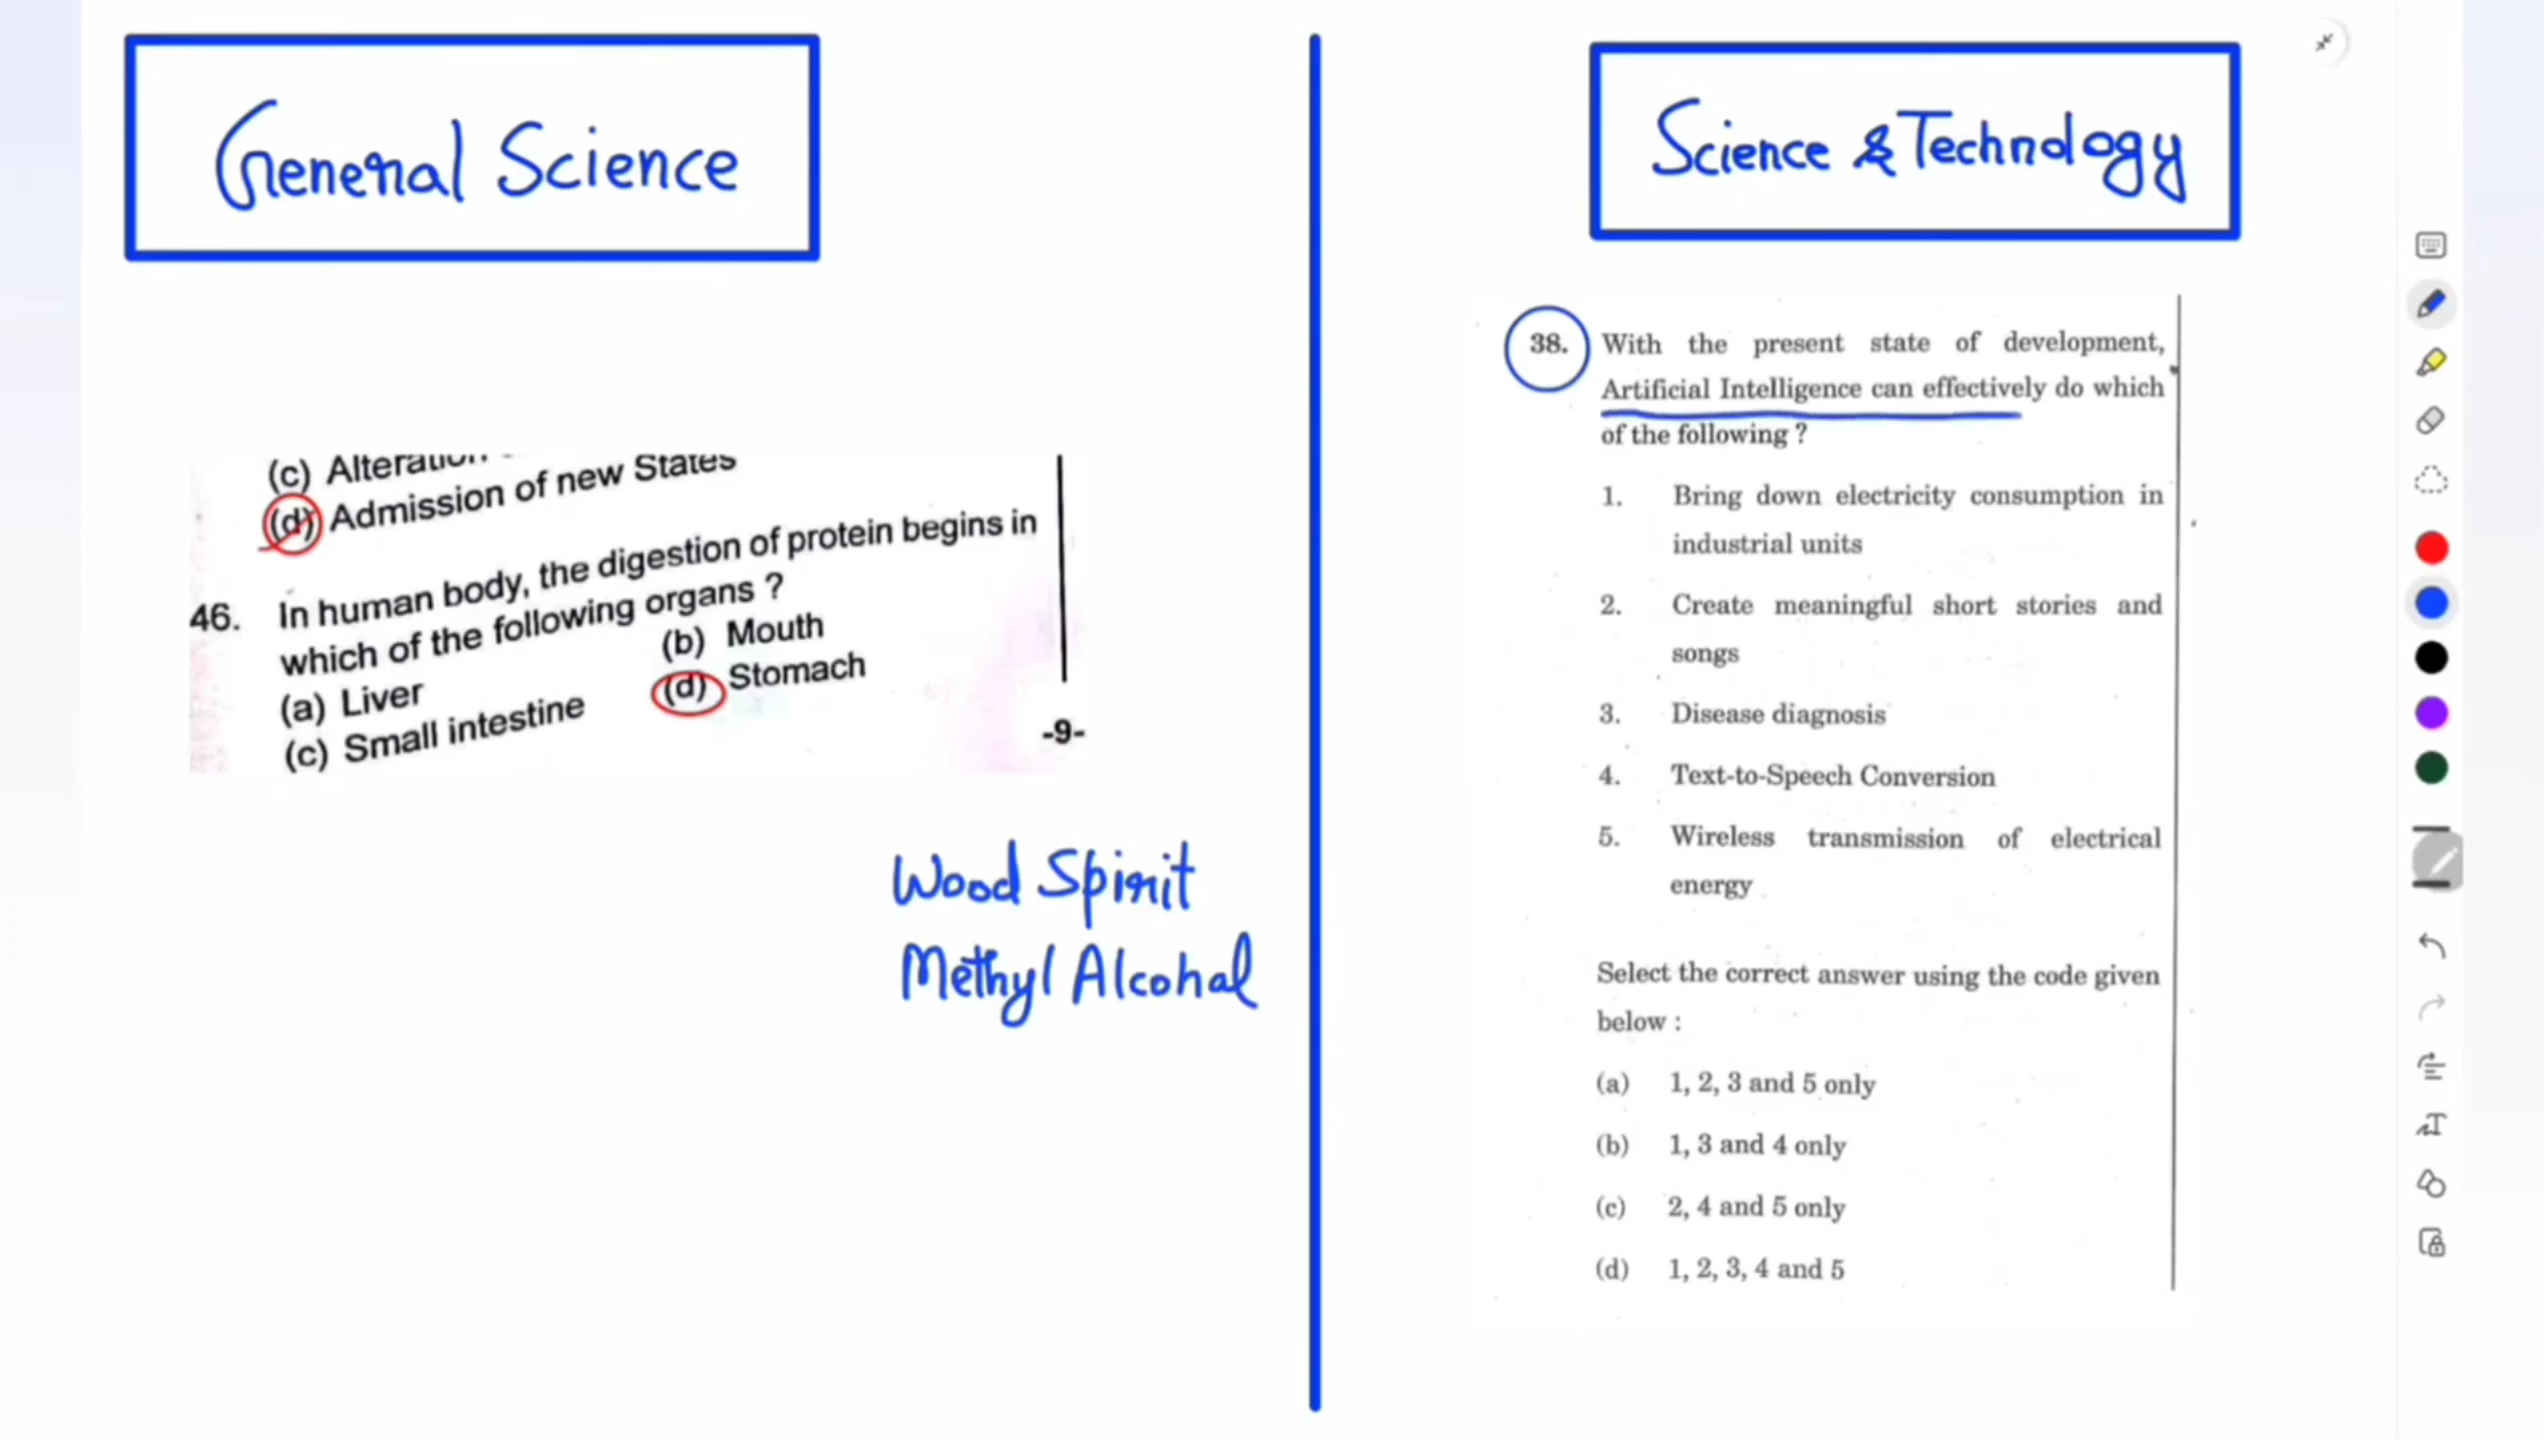 General Science
(c) Alteration
(d) Admission of new States
46. In human body, the digestion of protein begins in
which of the following organs ?
(a) Liver
(b) Mouth
(c) Small intestine
(d) Stomach
-9-
Wood Spirit
Methyl Alcohal
Science & Technology
38. With the present state of development,
Artificial Intelligence can effectively do which
of the following ?
1. Bring down electricity consumption in
industrial units
2. Create meaningful short stories and
songs
3. Disease diagnosis
4. Text-to-Speech Conversion
5. Wireless transmission of electrical
energy
Select the correct answer using the code given
below :
(a) 1, 2, 3 and 5 only
(b) 1, 3 and 4 only
(c) 2, 4 and 5 only
(d) 1, 2, 3, 4 and 5